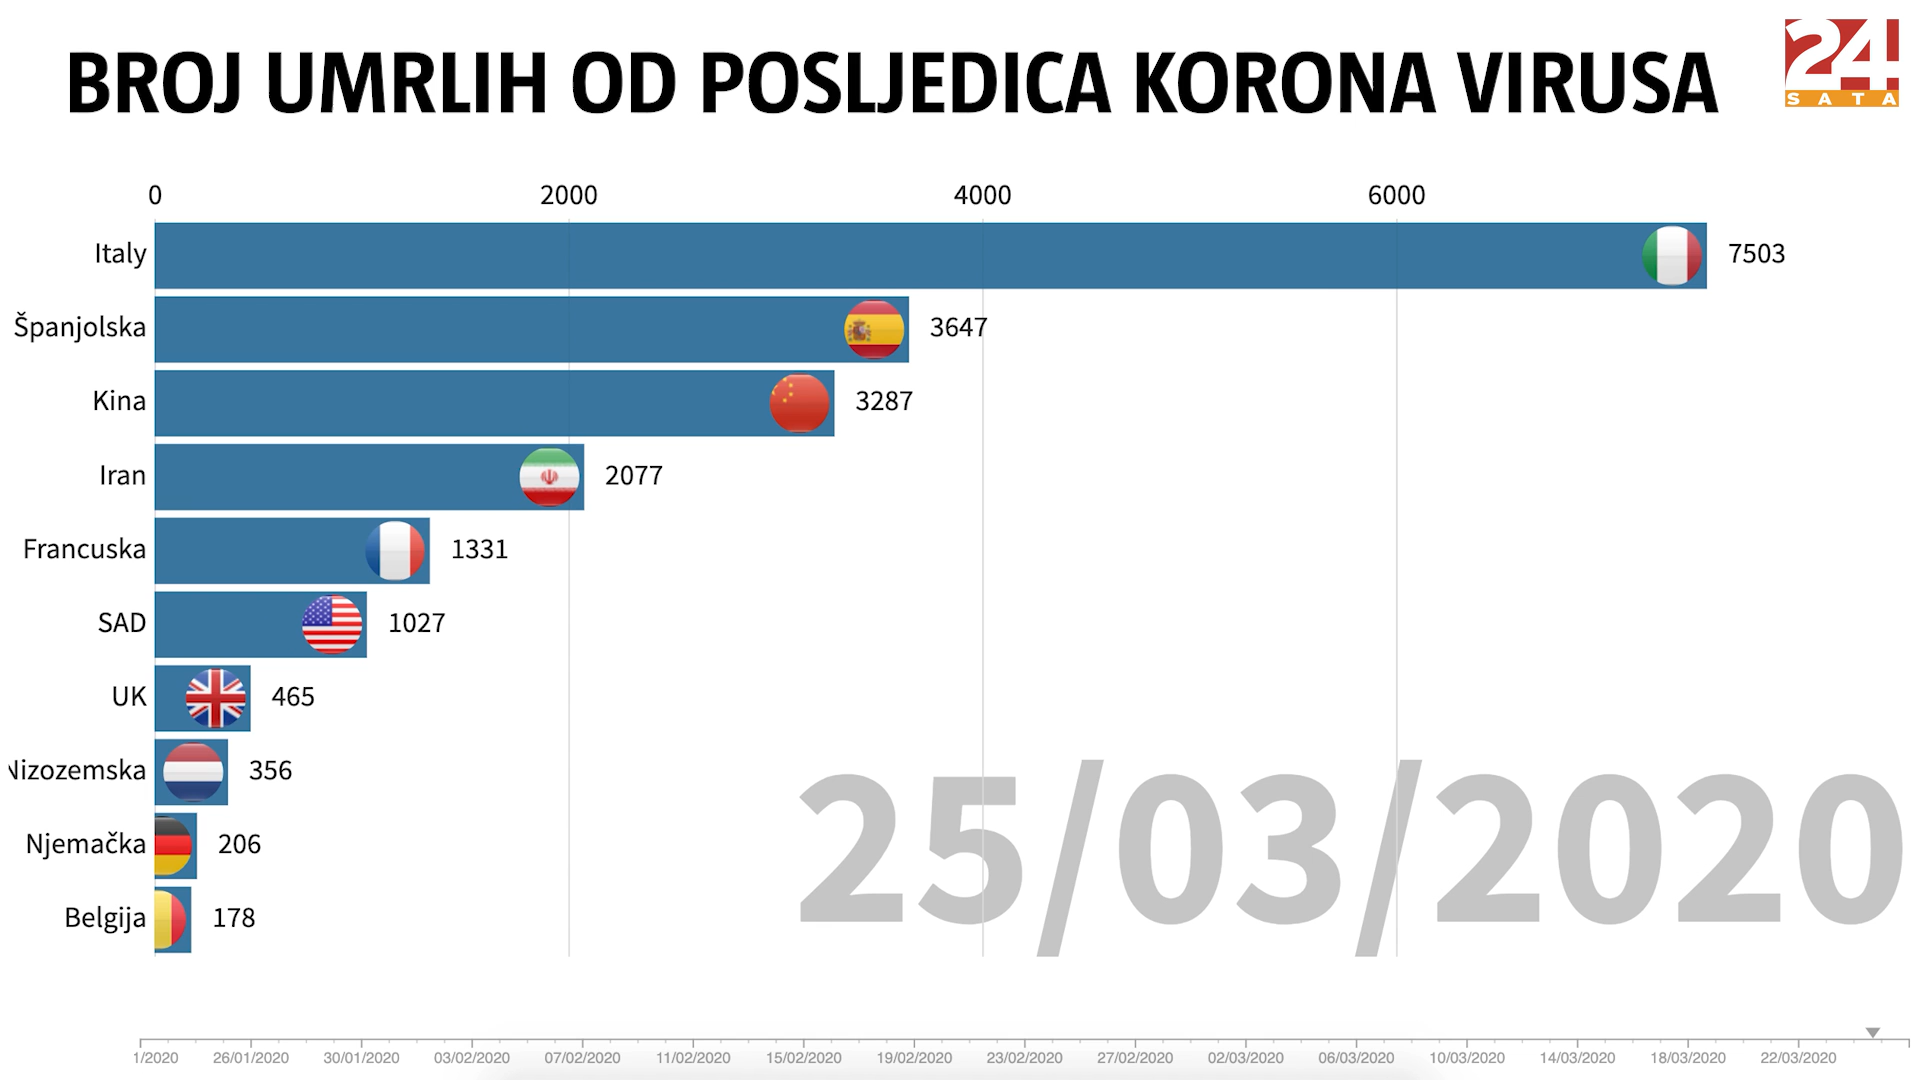 BROJ UMRLIH OD POSLJEDICA KORONA VIRUSA
24!
SATA
0 2000 4000 6000
Italy 7503
Španjolska 3647
Kina 3287
Iran 2077
Francuska 1331
SAD 1027
UK 465
Nizozemska 356
Njemačka 206
Belgija 178
25/03/2020
1/2020 26/01/2020 30/01/2020 03/02/2020 07/02/2020 11/02/2020 15/02/2020 19/02/2020 23/02/2020 27/02/2020 02/03/2020 06/03/2020 10/03/2020 14/03/2020 18/03/2020 22/03/2020